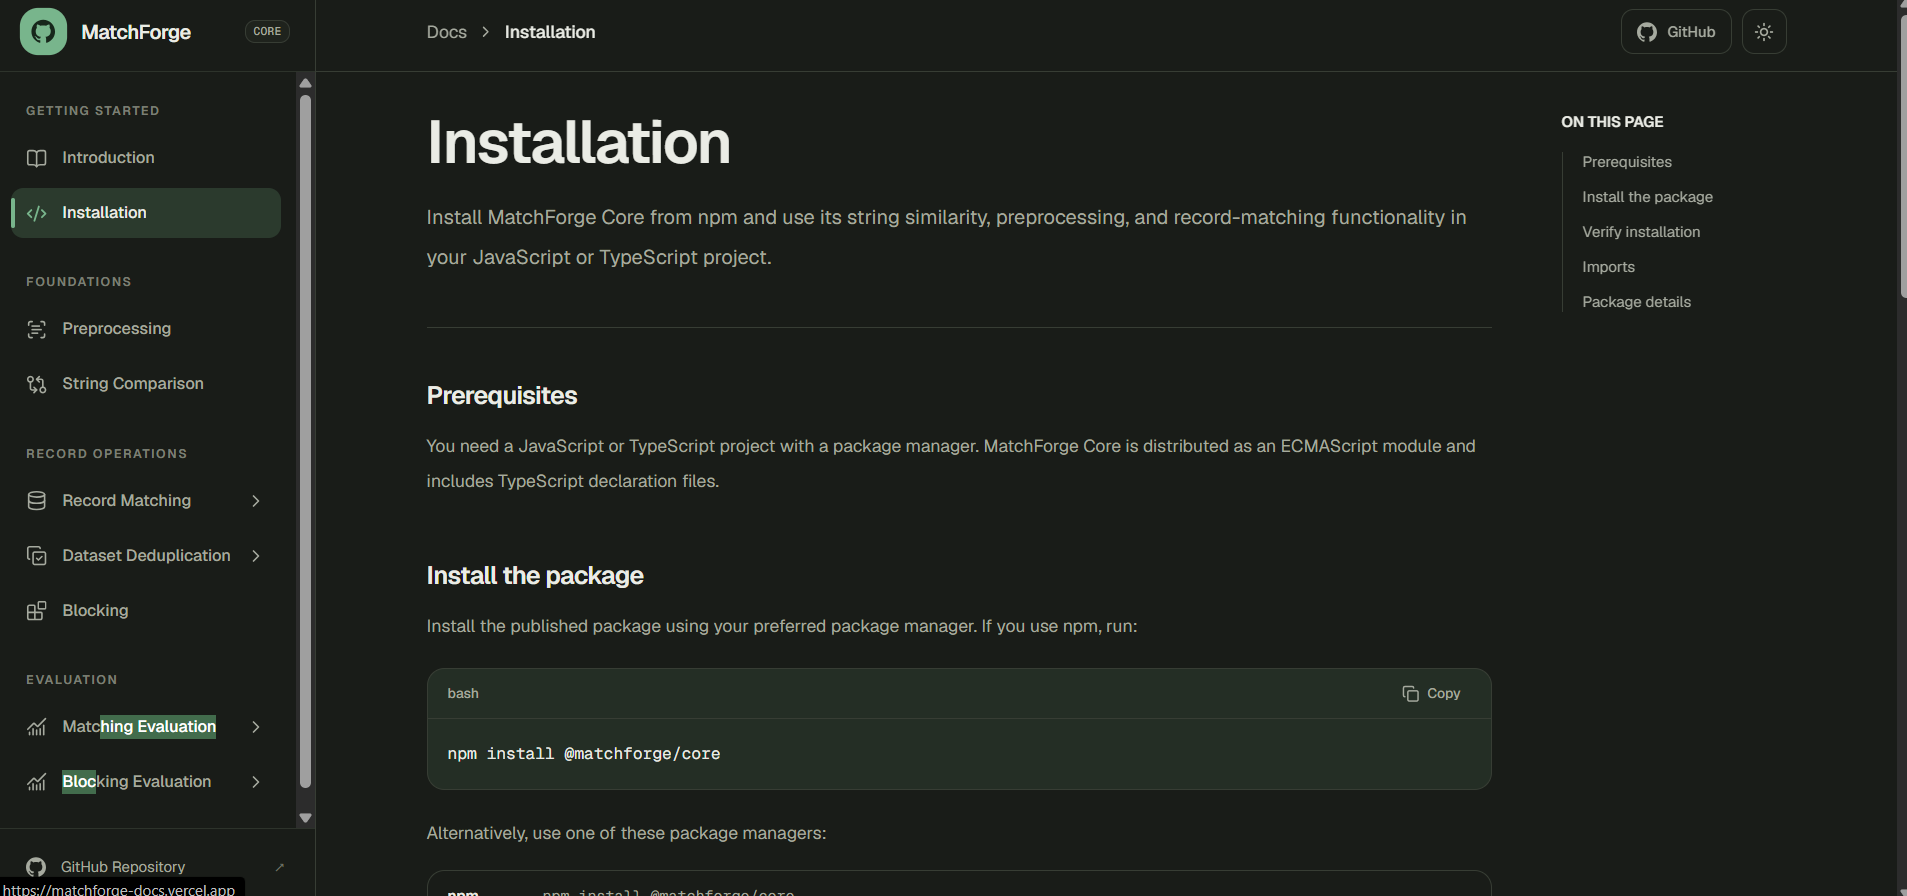 MatchForge
CORE
Docs > Installation
GitHub
GETTING STARTED
Introduction
Installation
FOUNDATIONS
Preprocessing
String Comparison
RECORD OPERATIONS
Record Matching
Dataset Deduplication
Blocking
EVALUATION
Matching Evaluation
Blocking Evaluation
GitHub Repository
https://matchforge-docs.vercel.app
Installation
Install MatchForge Core from npm and use its string similarity, preprocessing, and record-matching functionality in
your JavaScript or TypeScript project.
Prerequisites
You need a JavaScript or TypeScript project with a package manager. MatchForge Core is distributed as an ECMAScript module and
includes TypeScript declaration files.
Install the package
Install the published package using your preferred package manager. If you use npm, run:
bash
Copy
npm install @matchforge/core
Alternatively, use one of these package managers:
npm npm install @matchforge/core
ON THIS PAGE
Prerequisites
Install the package
Verify installation
Imports
Package details